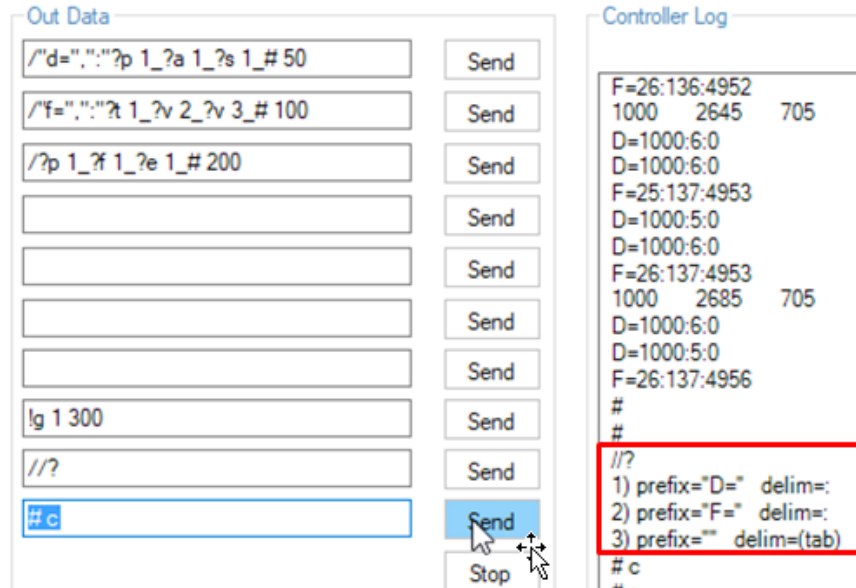 Out Data
/"d=",":"?p 1_?a 1_?s 1_# 50
Send
/"f=",":"?t 1_?v 2_?v 3_# 100
Send
/?p 1_?f 1_?e 1_# 200
Send
Send
Send
Send
Send
!g 1 300
Send
//?
Send
# c
Send
Stop
Controller Log
F=26:136:4952
1000 2645 705
D=1000:6:0
D=1000:6:0
F=25:137:4953
D=1000:5:0
D=1000:6:0
F=26:137:4953
1000 2685 705
D=1000:6:0
D=1000:5:0
F=26:137:4956
#
#
//?
1) prefix="D=" delim=:
2) prefix="F=" delim=:
3) prefix="" delim=(tab)
# c